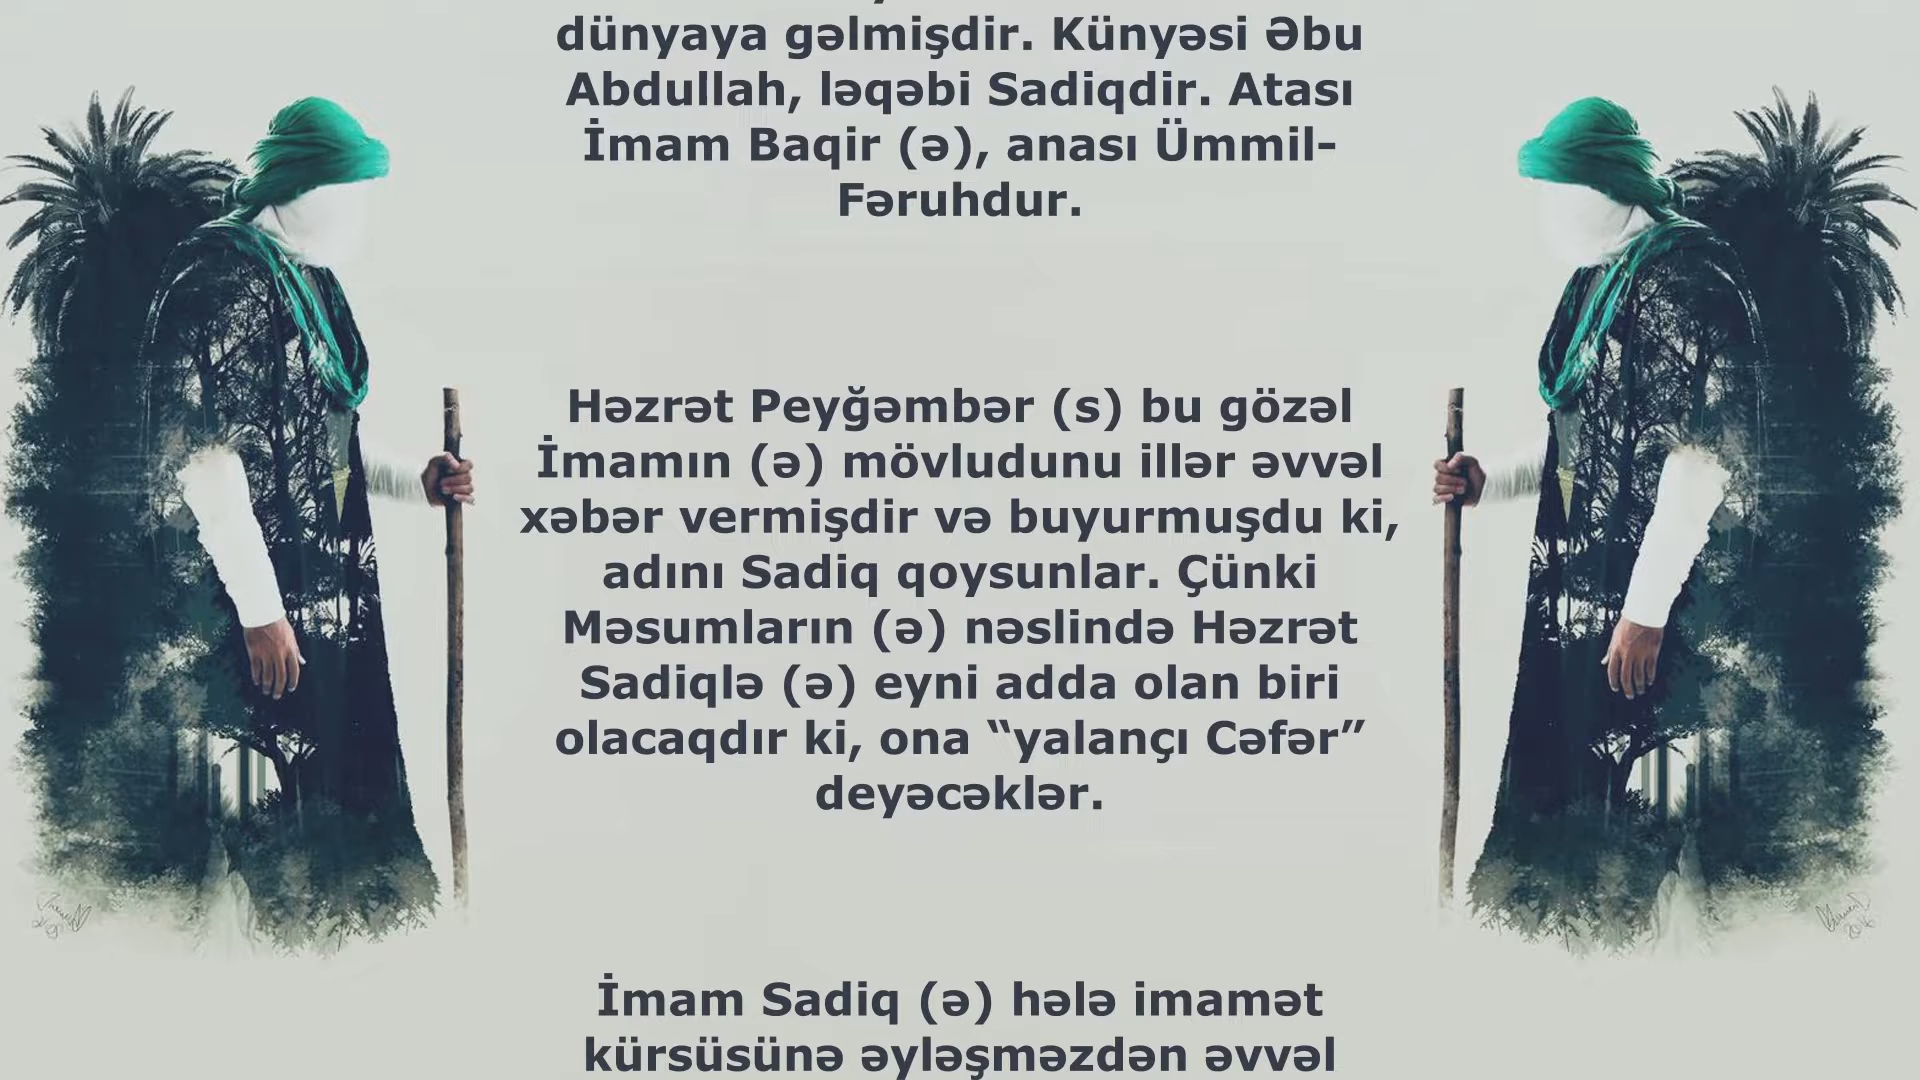 dünyaya gəlmişdir. Künyəsi Əbu
Abdullah, ləqəbi Sadiqdir. Atası
İmam Baqir (ə), anası Ümmil-
Fəruhdur.
Həzrət Peyğəmbər (s) bu gözəl
İmamın (ə) mövludunu illər əvvəl
xəbər vermişdir və buyurmuşdu ki,
adını Sadiq qoysunlar. Çünki
Məsumların (ə) nəslində Həzrət
Sadiqlə (ə) eyni adda olan biri
olacaqdır ki, ona “yalançı Cəfər”
deyəcəklər.
İmam Sadiq (ə) hələ imamət
kürsüsünə əyləşməzdən əvvəl